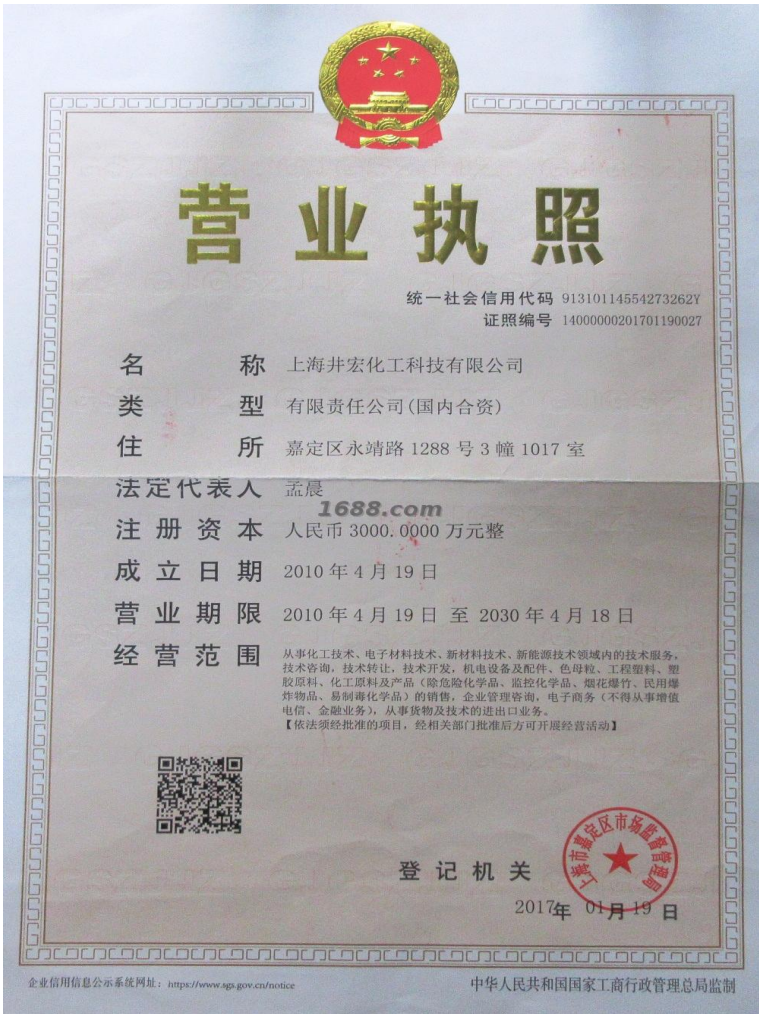 营业执照
统一社会信用代码 91310114554273262Y
证照编号 14000000201701190027
名称 上海井宏化工科技有限公司
类型 有限责任公司(国内合资)
住所 嘉定区永靖路1288号3幢1017室
法定代表人 孟晨
1688.com
注册资本 人民币3000.0000万元整
成立日期 2010年4月19日
营业期限 2010年4月19日 至 2030年4月18日
经营范围 从事化工技术、电子材料技术、新材料技术、新能源技术领域内的技术服务、
技术咨询，技术转让，技术开发，机电设备及配件、色母粒、工程塑料、塑
胶原料、化工原料及产品（除危险化学品、监控化学品、烟花爆竹、民用爆
炸物品、易制毒化学品）的销售，企业管理咨询，电子商务（不得从事增值
电信、金融业务），从事货物及技术的进出口业务。
【依法须经批准的项目，经相关部门批准后方可开展经营活动】
上海市嘉定区市场监督管理局
登记机关
2017年01月19日
企业信用信息公示系统网址：https://www.sgs.gov.cn/notice
中华人民共和国国家工商行政管理总局监制